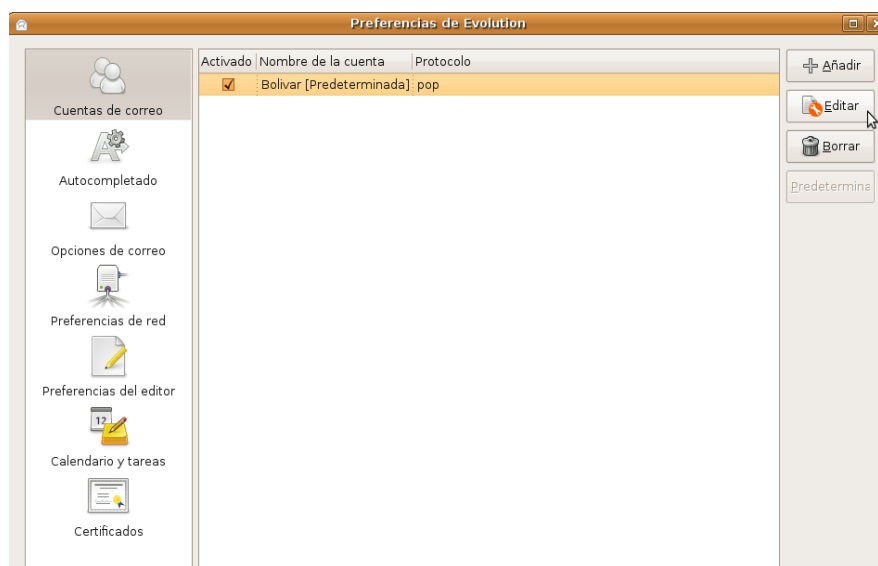 Preferencias de Evolution
Activado Nombre de la cuenta Protocolo
Bolivar [Predeterminada] pop
Cuentas de correo
Autocompletado
Opciones de correo
Preferencias de red
Preferencias del editor
12
Calendario y tareas
Certificados
Añadir
Editar
Borrar
Predetermina